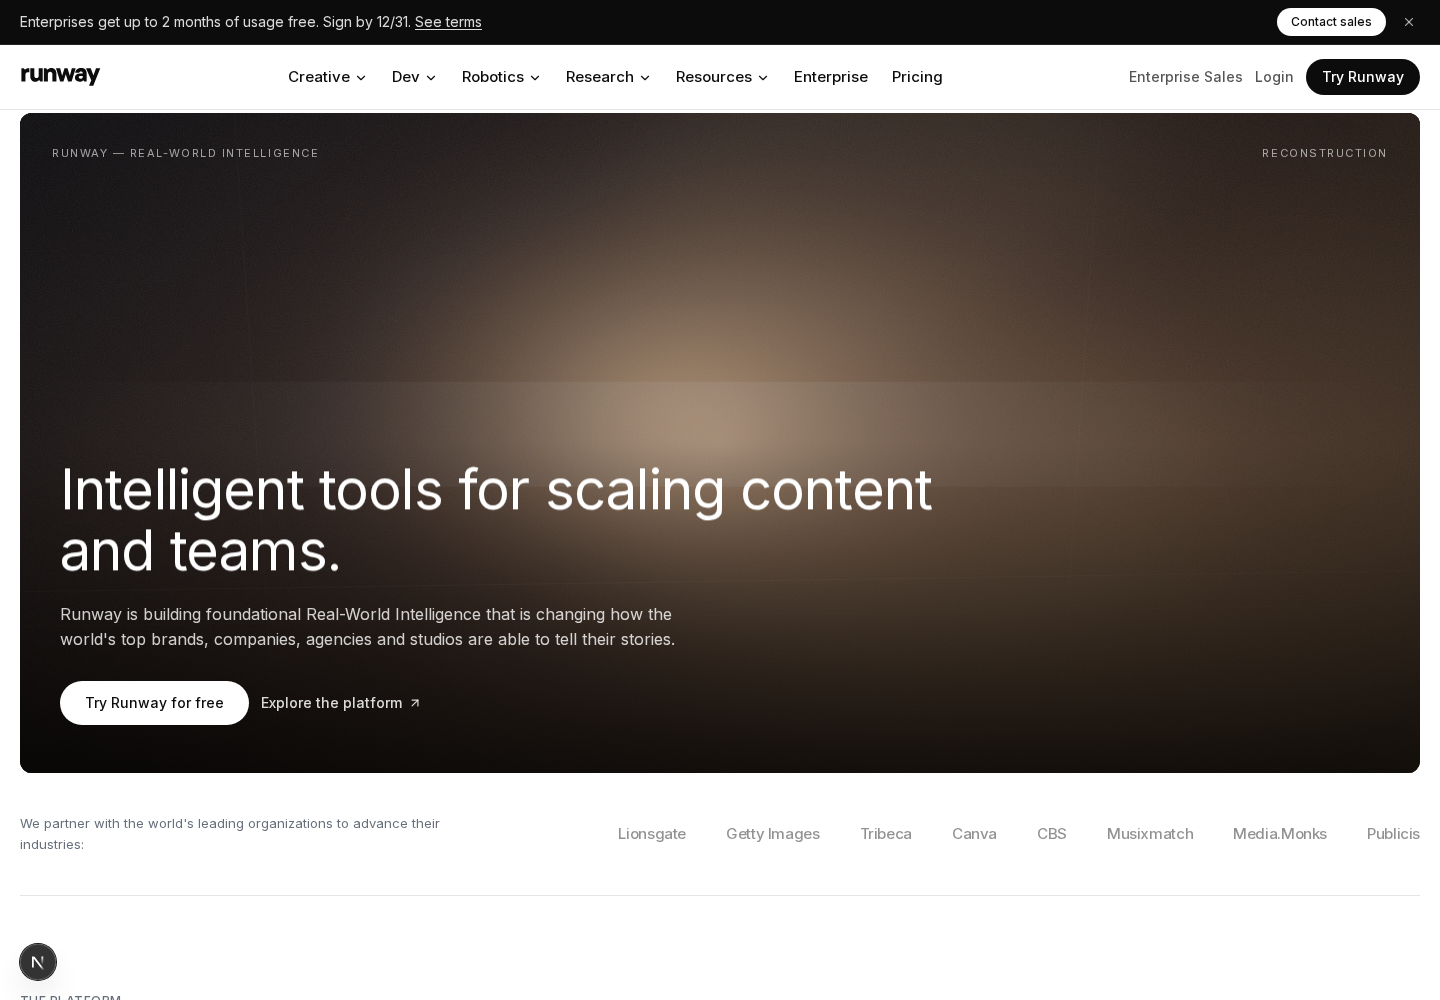 Enterprises get up to 2 months of usage free. Sign by 12/31. See terms
Contact sales
runway
Creative
Dev
Robotics
Research
Resources
Enterprise
Pricing
Enterprise Sales
Login
Try Runway
RUNWAY — REAL-WORLD INTELLIGENCE
RECONSTRUCTION
Intelligent tools for scaling content
and teams.
Runway is building foundational Real-World Intelligence that is changing how the
world's top brands, companies, agencies and studios are able to tell their stories.
Try Runway for free
Explore the platform
We partner with the world's leading organizations to advance their
industries:
Lionsgate
Getty Images
Tribeca
Canva
CBS
Musixmatch
Media.Monks
Publicis
N
THE PLATFORM